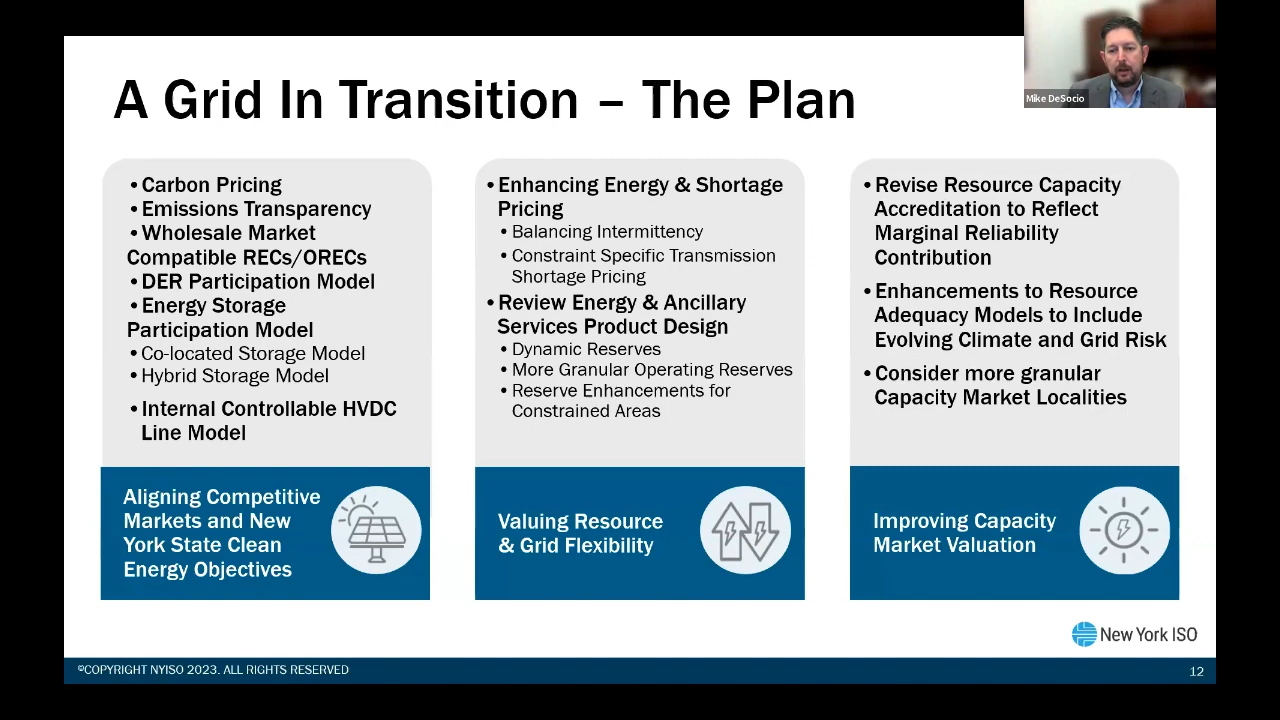 A Grid In Transition – The Plan
Mike DeSocio
•Carbon Pricing
•Emissions Transparency
•Wholesale Market
Compatible RECs/ORECs
•DER Participation Model
•Energy Storage
Participation Model
•Co-located Storage Model
•Hybrid Storage Model
•Internal Controllable HVDC
Line Model
Aligning Competitive
Markets and New
York State Clean
Energy Objectives
•Enhancing Energy & Shortage
Pricing
•Balancing Intermittency
•Constraint Specific Transmission
Shortage Pricing
•Review Energy & Ancillary
Services Product Design
•Dynamic Reserves
•More Granular Operating Reserves
•Reserve Enhancements for
Constrained Areas
Valuing Resource
& Grid Flexibility
•Revise Resource Capacity
Accreditation to Reflect
Marginal Reliability
Contribution
•Enhancements to Resource
Adequacy Models to Include
Evolving Climate and Grid Risk
•Consider more granular
Capacity Market Localities
Improving Capacity
Market Valuation
New York ISO
©COPYRIGHT NYISO 2023. ALL RIGHTS RESERVED
12